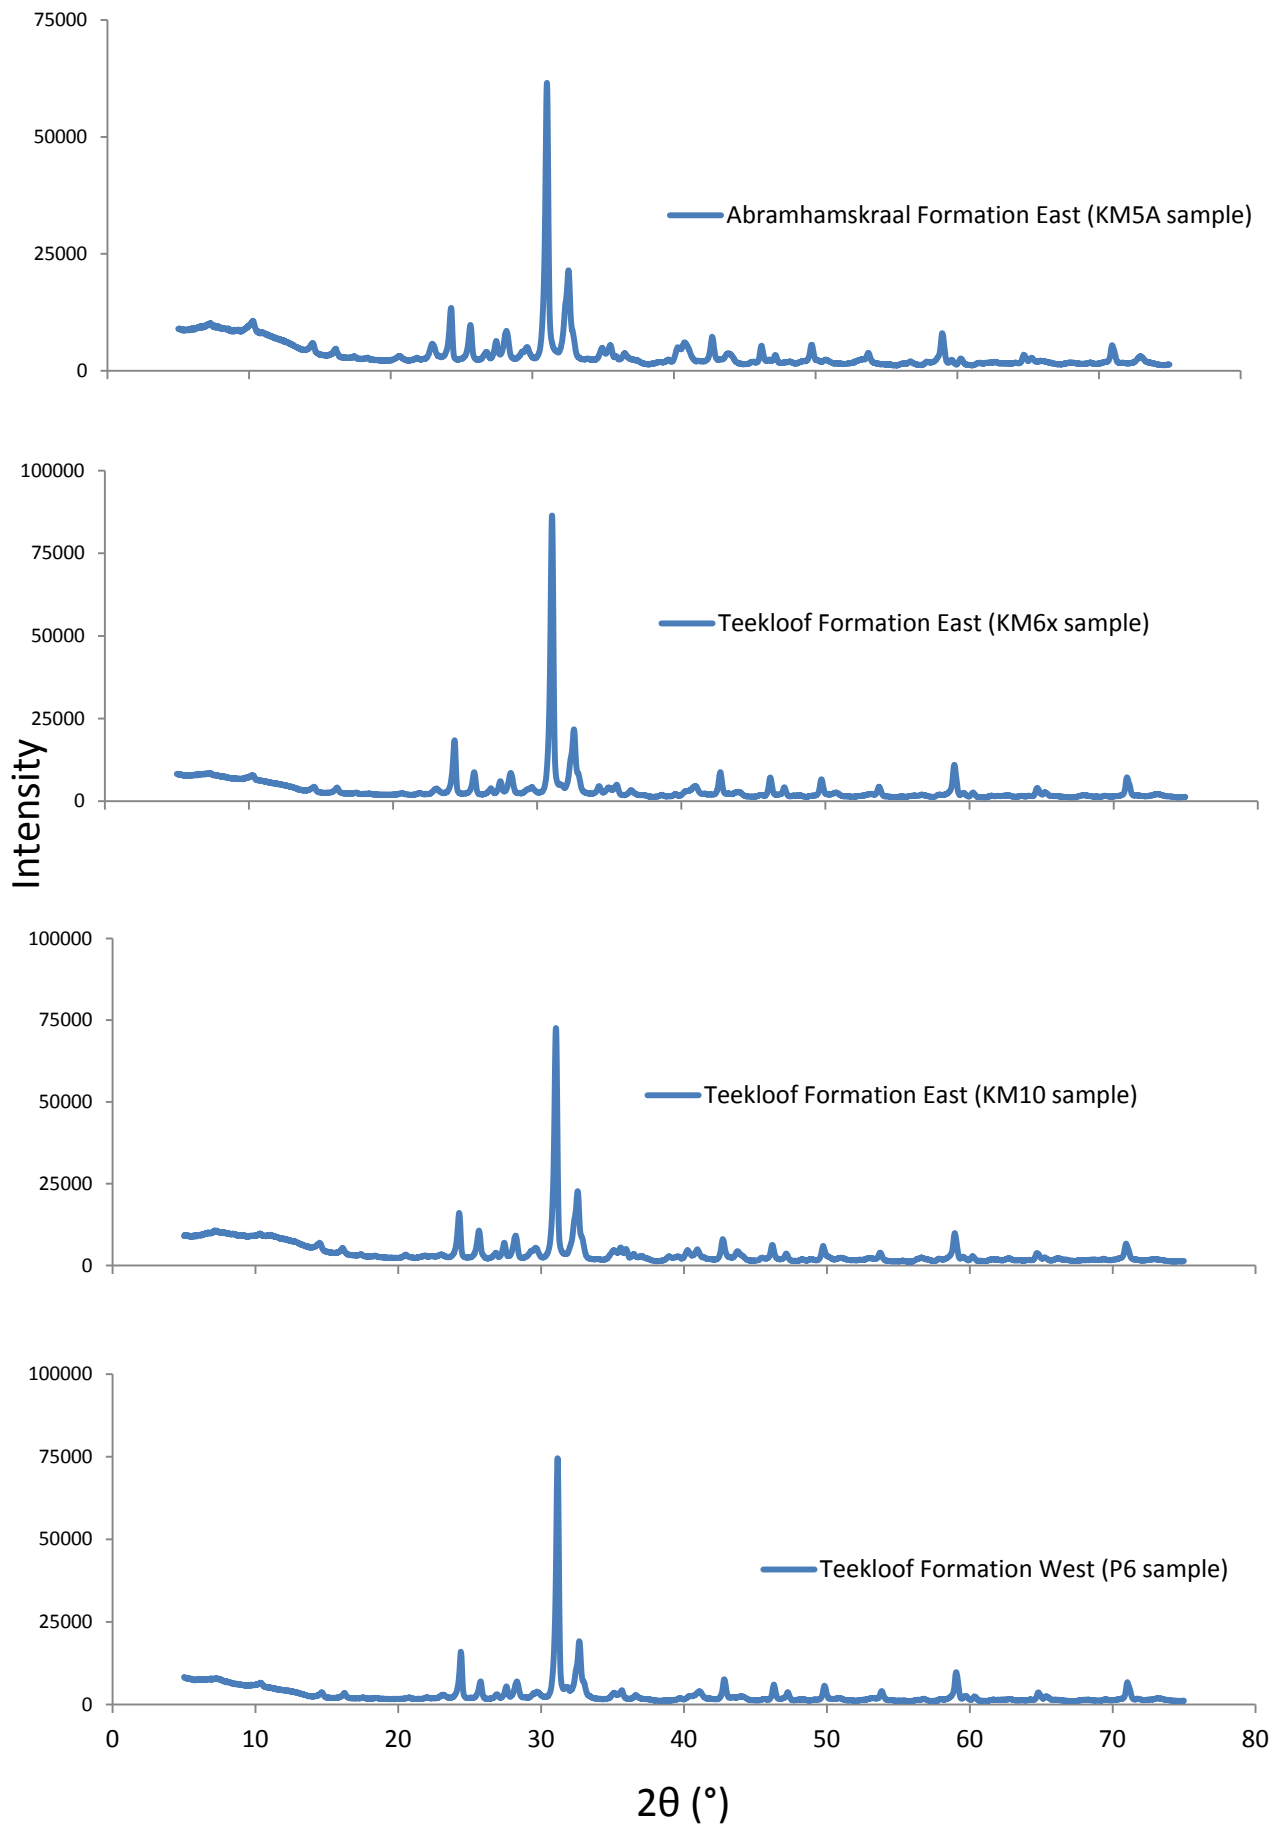 75000
50000
25000
0
Abramhamskraal Formation East (KM5A sample)
100000
75000
50000
25000
0
Teekloof Formation East (KM6x sample)
Intensity
100000
75000
50000
25000
0
Teekloof Formation East (KM10 sample)
100000
75000
50000
25000
0
Teekloof Formation West (P6 sample)
0 10 20 30 40 50 60 70 80
2θ (°)